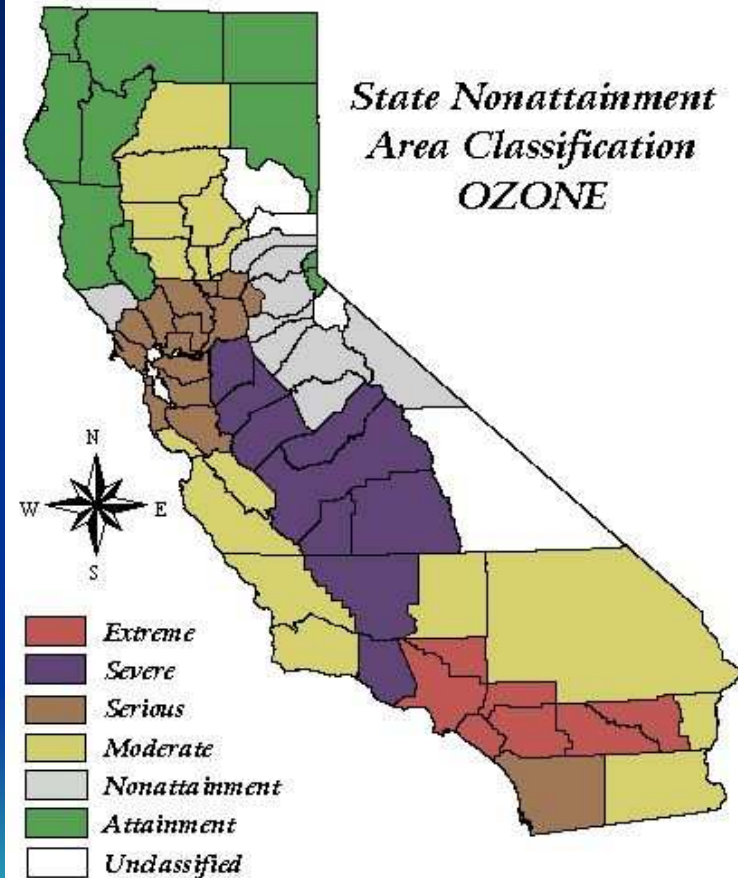 State Nonattainment
Area Classification
OZONE
N
W E
S
Extreme
Severe
Serious
Moderate
Nonattainment
Attainment
Unclassified